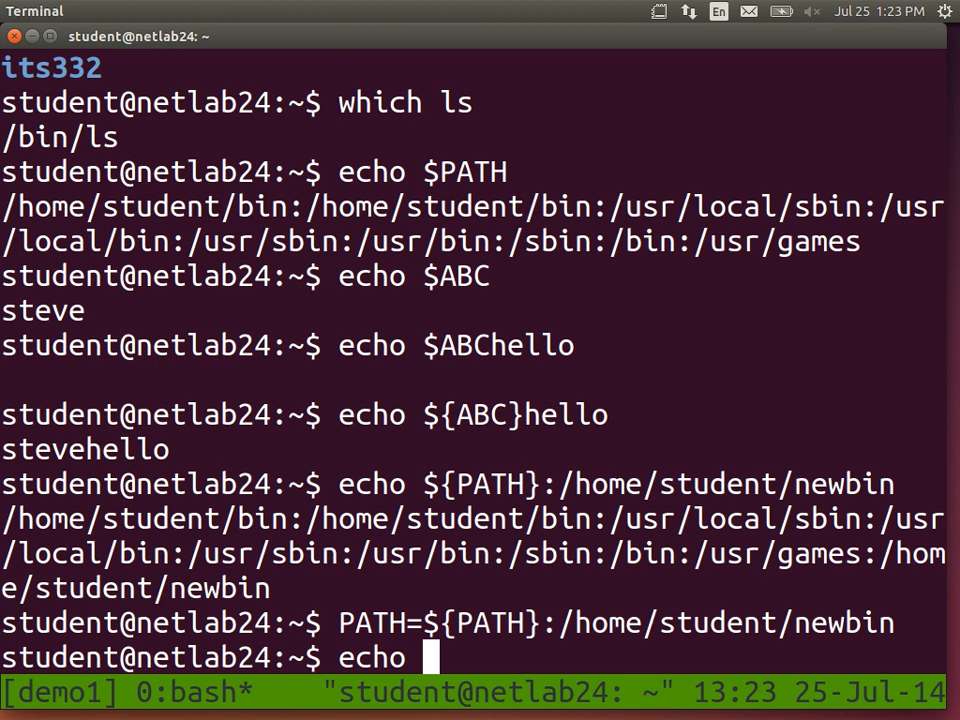 Terminal
En
Jul 25 1:23 PM
student@netlab24: ~
its332
student@netlab24:~$ which ls
/bin/ls
student@netlab24:~$ echo $PATH
/home/student/bin:/home/student/bin:/usr/local/sbin:/usr
/local/bin:/usr/sbin:/usr/bin:/sbin:/bin:/usr/games
student@netlab24:~$ echo $ABC
steve
student@netlab24:~$ echo $ABChello
student@netlab24:~$ echo ${ABC}hello
stevehello
student@netlab24:~$ echo ${PATH}:/home/student/newbin
/home/student/bin:/home/student/bin:/usr/local/sbin:/usr
/local/bin:/usr/sbin:/usr/bin:/sbin:/bin:/usr/games:/hom
e/student/newbin
student@netlab24:~$ PATH=${PATH}:/home/student/newbin
student@netlab24:~$ echo
[demo1] 0:bash* "student@netlab24: ~" 13:23 25-Jul-14